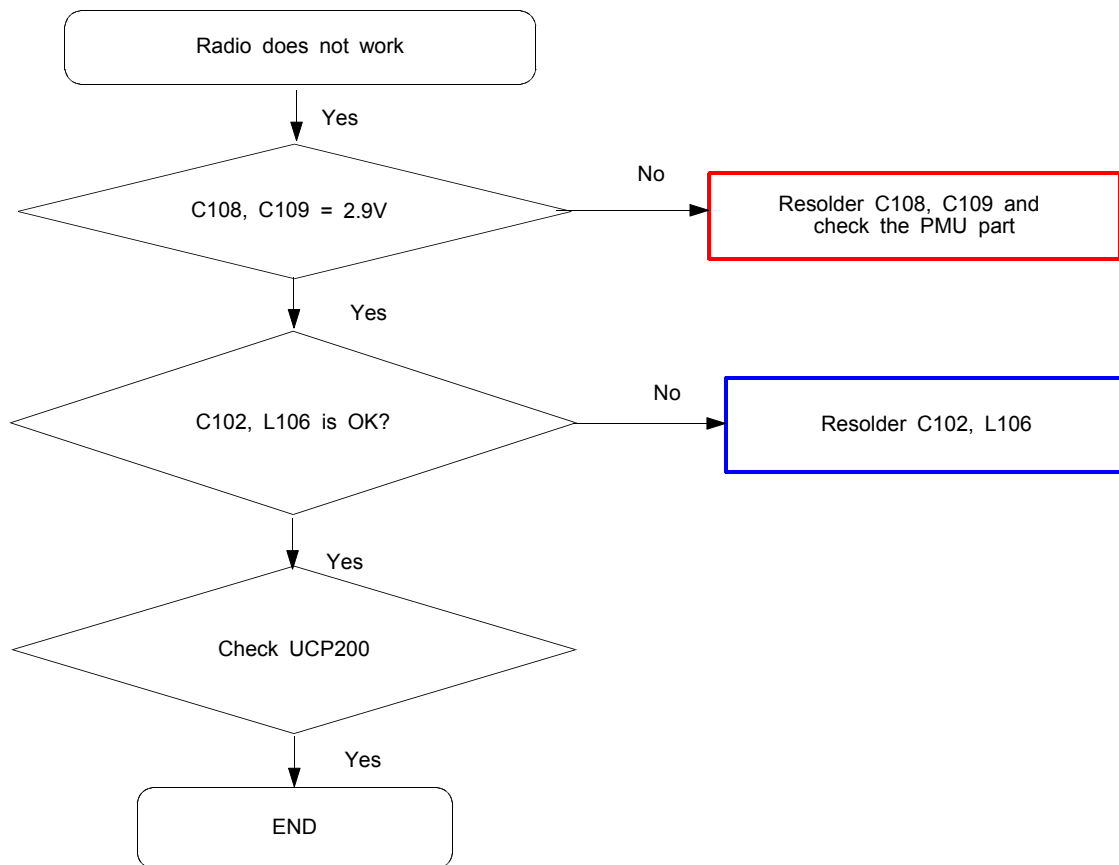 Radio does not work
Yes
C108, C109 = 2.9V
No
Resolder C108, C109 and
check the PMU part
Yes
C102, L106 is OK?
No
Resolder C102, L106
Yes
Check UCP200
Yes
END